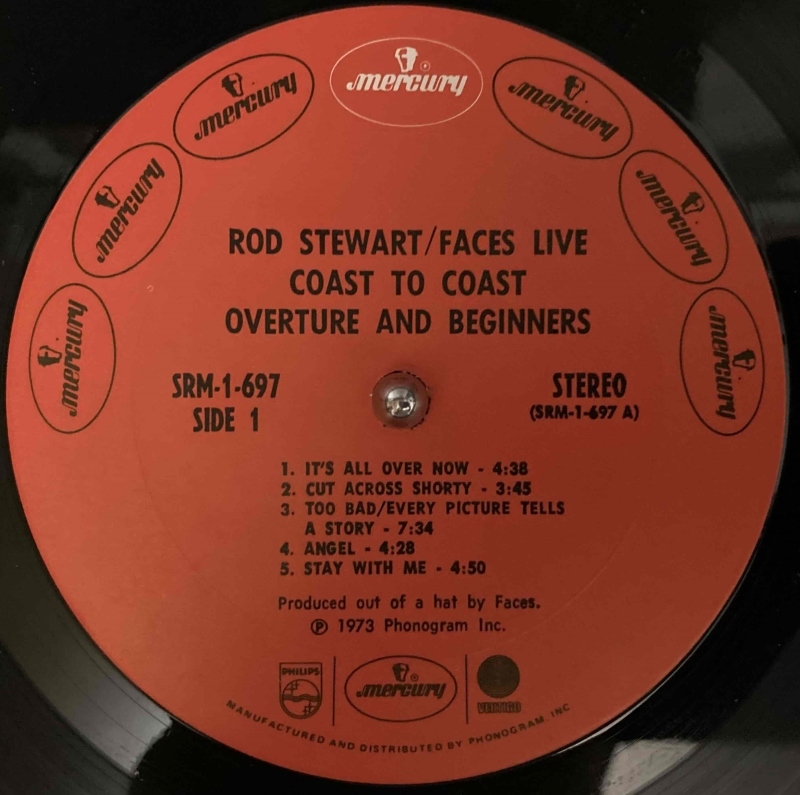 mercury
mercury
mercury
mercury
mercury
mercury
mercury
ROD STEWART/FACES LIVE
COAST TO COAST
OVERTURE AND BEGINNERS
SRM-1-697
SIDE 1
STEREO
(SRM-1-697 A)
1. IT'S ALL OVER NOW - 4:38
2. CUT ACROSS SHORTY - 3:45
3. TOO BAD/EVERY PICTURE TELLS
A STORY - 7:34
4. ANGEL - 4:28
5. STAY WITH ME - 4:50
Produced out of a hat by Faces.
℗ 1973 Phonogram Inc.
PHILIPS
mercury
VERTIGO
MANUFACTURED AND DISTRIBUTED BY PHONOGRAM, INC